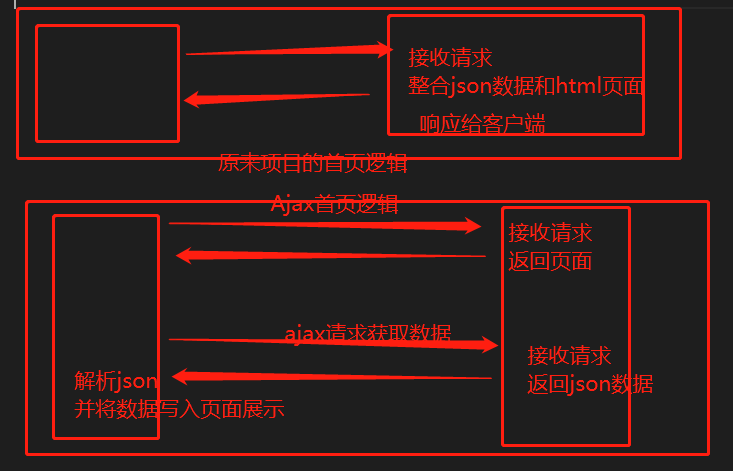 接收请求
整合json数据和html页面
响应给客户端
原来项目的首页逻辑
Ajax首页逻辑
接收请求
返回页面
ajax请求获取数据
接收请求
返回json数据
解析json
并将数据写入页面展示